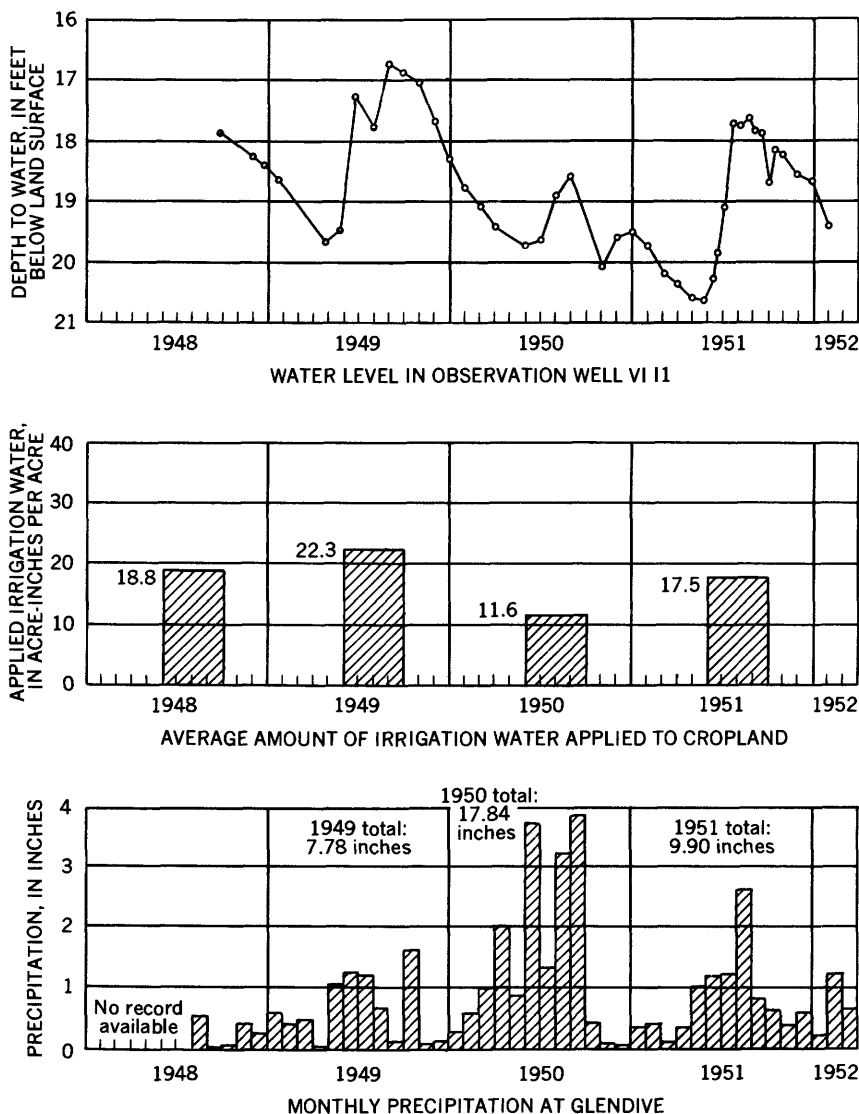 DEPTH TO WATER, IN FEET
BELOW LAND SURFACE
16
17
18
19
20
21
1948
1949
1950
1951
1952
WATER LEVEL IN OBSERVATION WELL VI I1
APPLIED IRRIGATION WATER,
IN ACRE-INCHES PER ACRE
40
30
20
10
0
18.8
22.3
11.6
17.5
1948
1949
1950
1951
1952
AVERAGE AMOUNT OF IRRIGATION WATER APPLIED TO CROPLAND
PRECIPITATION, IN INCHES
4
3
2
1
0
No record
available
1949 total:
7.78 inches
1950 total:
17.84
inches
1951 total:
9.90 inches
1948
1949
1950
1951
1952
MONTHLY PRECIPITATION AT GLENDIVE